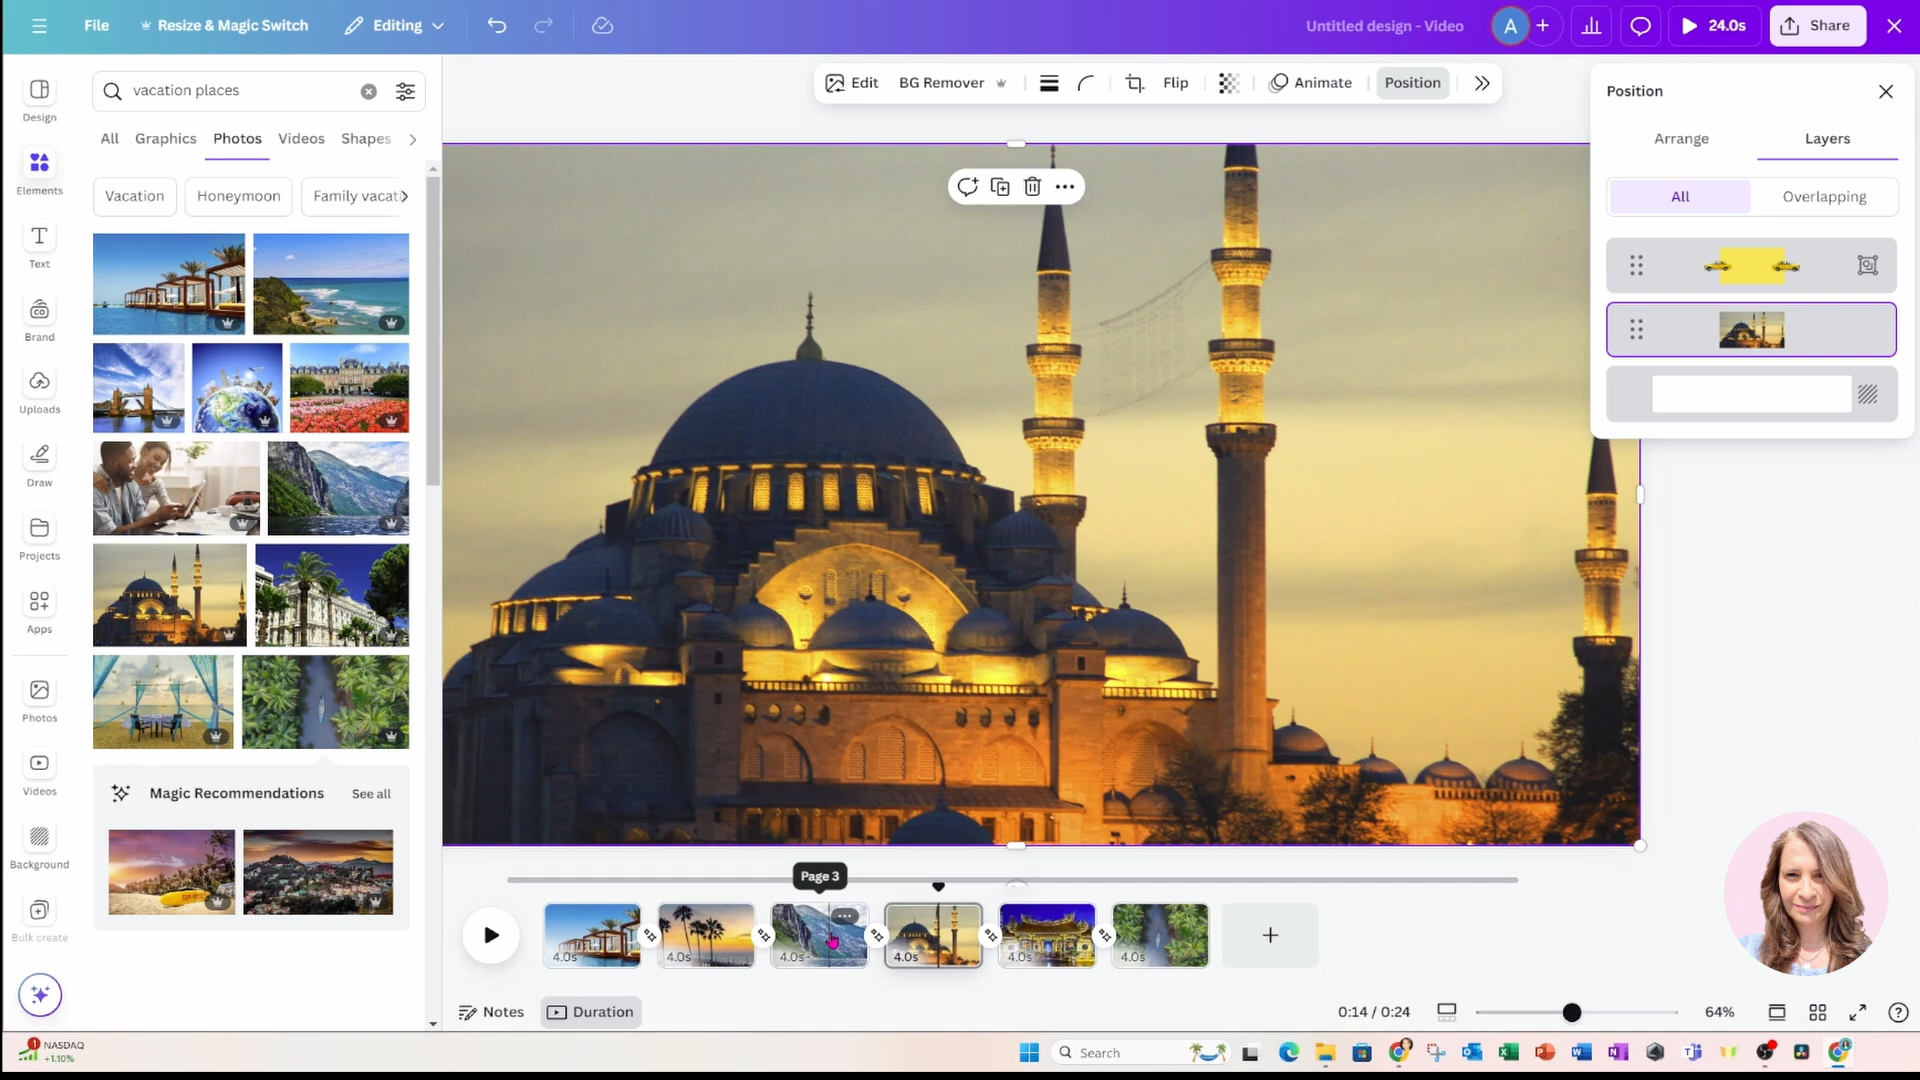 File
Resize & Magic Switch
Editing
Untitled design - Video
A
24.0s
Share
Design
Elements
Text
Brand
Uploads
Draw
Projects
Apps
Photos
Videos
Background
Bulk create
vacation places
All
Graphics
Photos
Videos
Shapes
Vacation
Honeymoon
Family vacati
Magic Recommendations
See all
Edit
BG Remover
Flip
Animate
Position
Position
Arrange
Layers
All
Overlapping
Page 3
4.0s
4.0s
4.0s
4.0s
4.0s
4.0s
Notes
Duration
0:14 / 0:24
64%
1
NASDAQ
+1.10%
Search